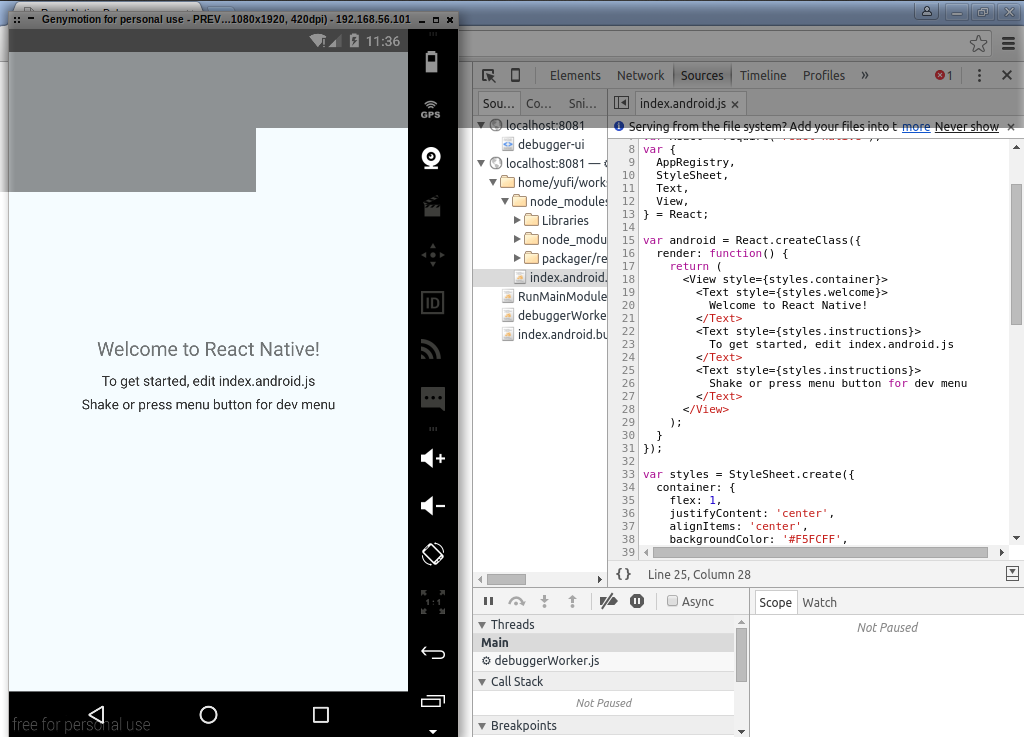 Genymotion for personal use - PREV...1080x1920, 420dpi) - 192.168.56.101
11:36
GPS
ID
1:1
Welcome to React Native!
To get started, edit index.android.js
Shake or press menu button for dev menu
free for personal use
Elements Network Sources Timeline Profiles » 1
Sou... Co... Sni...
index.android.js ×
Serving from the file system? Add your files into t more Never show ×
localhost:8081
debugger-ui
localhost:8081 —
home/yufi/work
node_modules
Libraries
node_modu
packager/re
index.android.
RunMainModule
debuggerWorke
index.android.bu
8 var {
9 AppRegistry,
10 StyleSheet,
11 Text,
12 View,
13 } = React;
14
15 var android = React.createClass({
16 render: function() {
17 return (
18 <View style={styles.container}>
19 <Text style={styles.welcome}>
20 Welcome to React Native!
21 </Text>
22 <Text style={styles.instructions}>
23 To get started, edit index.android.js
24 </Text>
25 <Text style={styles.instructions}>
26 Shake or press menu button for dev menu
27 </Text>
28 </View>
29 );
30 }
31 });
32
33 var styles = StyleSheet.create({
34 container: {
35 flex: 1,
36 justifyContent: 'center',
37 alignItems: 'center',
38 backgroundColor: '#F5FCFF',
39
{} Line 25, Column 28
Async
Threads
Main
debuggerWorker.js
Call Stack
Not Paused
Breakpoints
Scope Watch
Not Paused